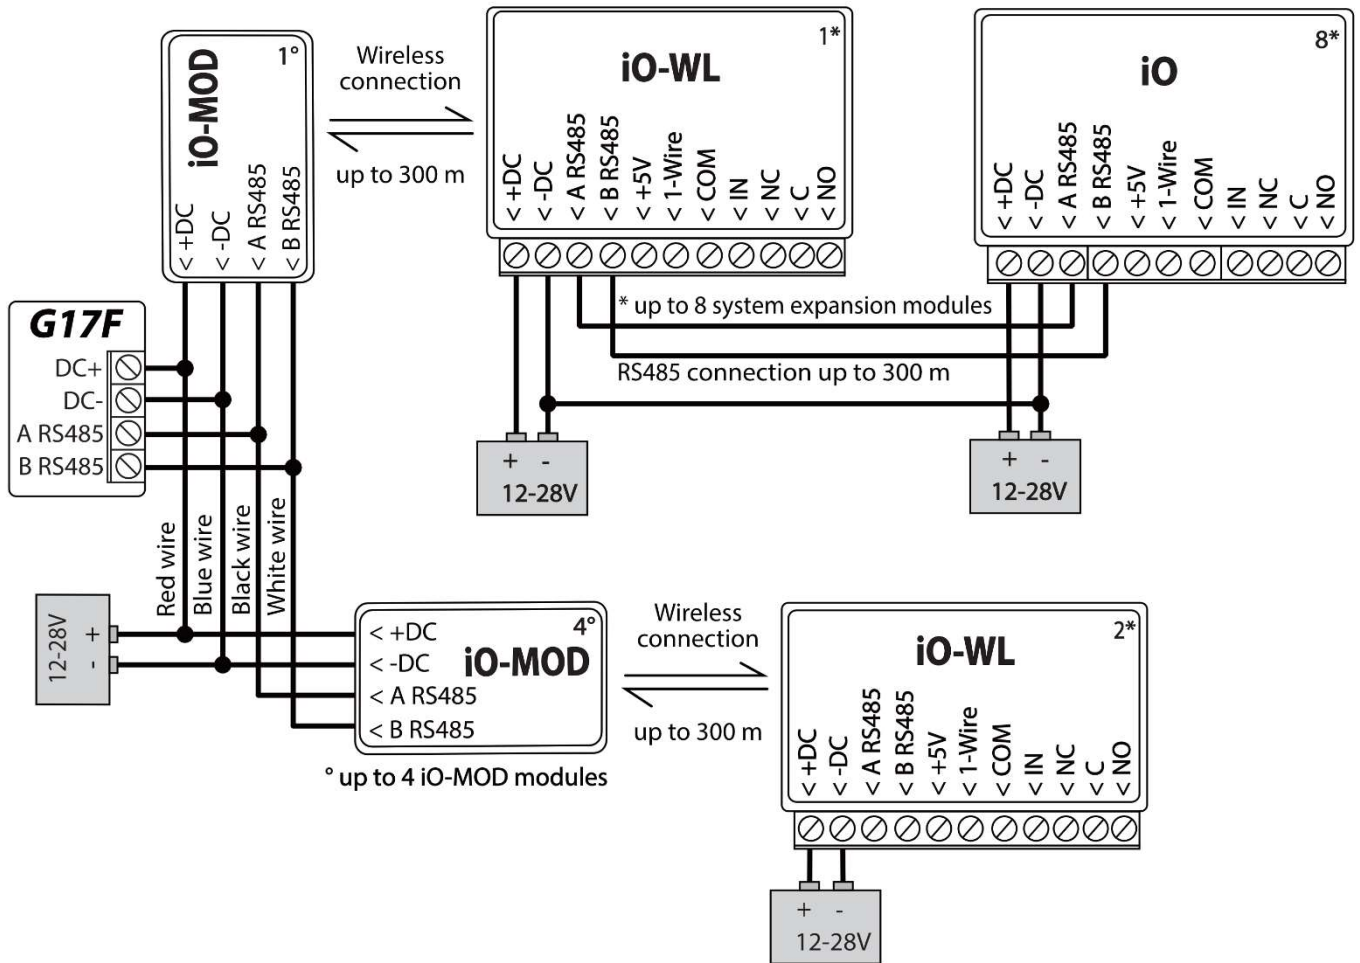 iO-MOD
1°
< +DC
< -DC
< A RS485
< B RS485
Wireless
connection
up to 300 m
iO-WL
1*
< +DC
< -DC
< A RS485
< B RS485
< +5V
< 1-Wire
< COM
< IN
< NC
< C
< NO
iO
8*
< +DC
< -DC
< A RS485
< B RS485
< +5V
< 1-Wire
< COM
< IN
< NC
< C
< NO
* up to 8 system expansion modules
RS485 connection up to 300 m
+ -
12-28V
+ -
12-28V
G17F
DC+
DC-
A RS485
B RS485
Red wire
Blue wire
Black wire
White wire
12-28V
- +
4°
iO-MOD
< +DC
< -DC
< A RS485
< B RS485
° up to 4 iO-MOD modules
Wireless
connection
up to 300 m
2*
iO-WL
< +DC
< -DC
< A RS485
< B RS485
< +5V
< 1-Wire
< COM
< IN
< NC
< C
< NO
+ -
12-28V